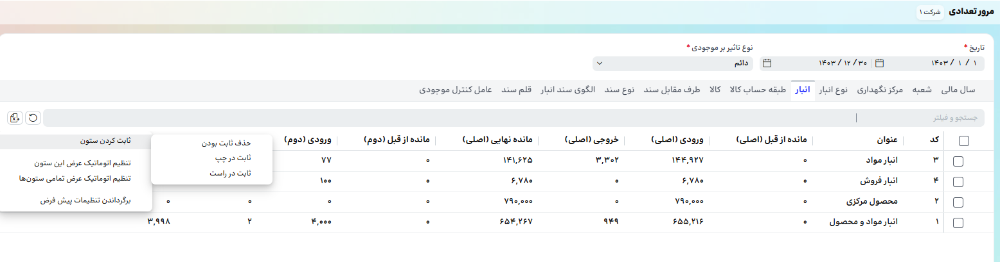 مرور تعدادی شرکت ۱
تاریخ * نوع تاثیر بر موجودی *
۱۴۰۳ / ۱ / ۱ ۱۴۰۳ / ۱۲ / ۳۰ دائم
سال مالی شعبه مرکز نگهداری نوع انبار انبار طبقه حساب کالا کالا طرف مقابل سند نوع سند الگوی سند انبار قلم سند عامل کنترل موجودی
جستجو و فیلتر
کد عنوان مانده از قبل (اصلی) ورودی (اصلی) خروجی (اصلی) مانده نهایی (اصلی) مانده از قبل (دوم) ورودی (دوم)
۳ انبار مواد ۰ ۱۴۴,۹۲۷ ۳,۳۰۲ ۱۴۱,۶۲۵ ۰ ۷۷
۴ انبار فروش ۰ ۶,۷۸۰ ۰ ۶,۷۸۰ ۰ ۱۰۰
۲ محصول مرکزی ۰ ۷۹۰,۰۰۰ ۰ ۷۹۰,۰۰۰ ۰ ۰ ۰ ۰
۱ انبار مواد و محصول ۰ ۶۵۵,۲۱۶ ۹۴۹ ۶۵۴,۲۶۷ ۰ ۴,۰۰۰ ۲ ۳,۹۹۸
حذف ثابت بودن
ثابت در چپ
ثابت در راست
ثابت کردن ستون
تنظیم اتوماتیک عرض این ستون
تنظیم اتوماتیک عرض تمامی ستون‌ها
برگرداندن تنظیمات پیش فرض